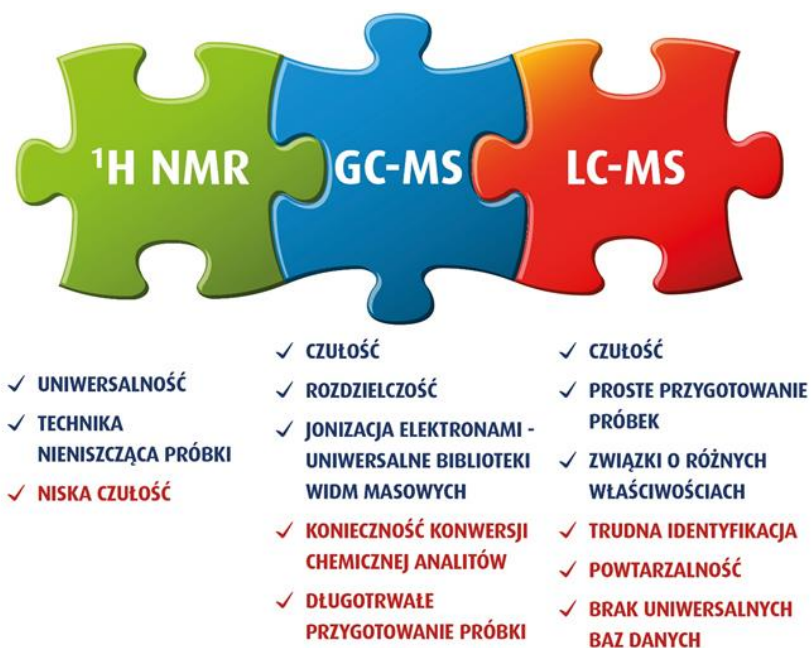 ¹H NMR
GC-MS
LC-MS
✓ UNIWERSALNOŚĆ
✓ TECHNIKA
NIENISZCZĄCA PRÓBKI
✓ NISKA CZUŁOŚĆ
✓ CZUŁOŚĆ
✓ ROZDZIELCZOŚĆ
✓ JONIZACJA ELEKTRONAMI -
UNIWERSALNE BIBLIOTEKI
WIDM MASOWYCH
✓ KONIECZNOŚĆ KONWERSJI
CHEMICZNEJ ANALITÓW
✓ DŁUGOTRWAŁE
PRZYGOTOWANIE PRÓBKI
✓ CZUŁOŚĆ
✓ PROSTE PRZYGOTOWANIE
PRÓBEK
✓ ZWIĄZKI O RÓŻNYCH
WŁAŚCIWOŚCIACH
✓ TRUDNA IDENTYFIKACJA
✓ POWTARZALNOŚĆ
✓ BRAK UNIWERSALNYCH
BAZ DANYCH